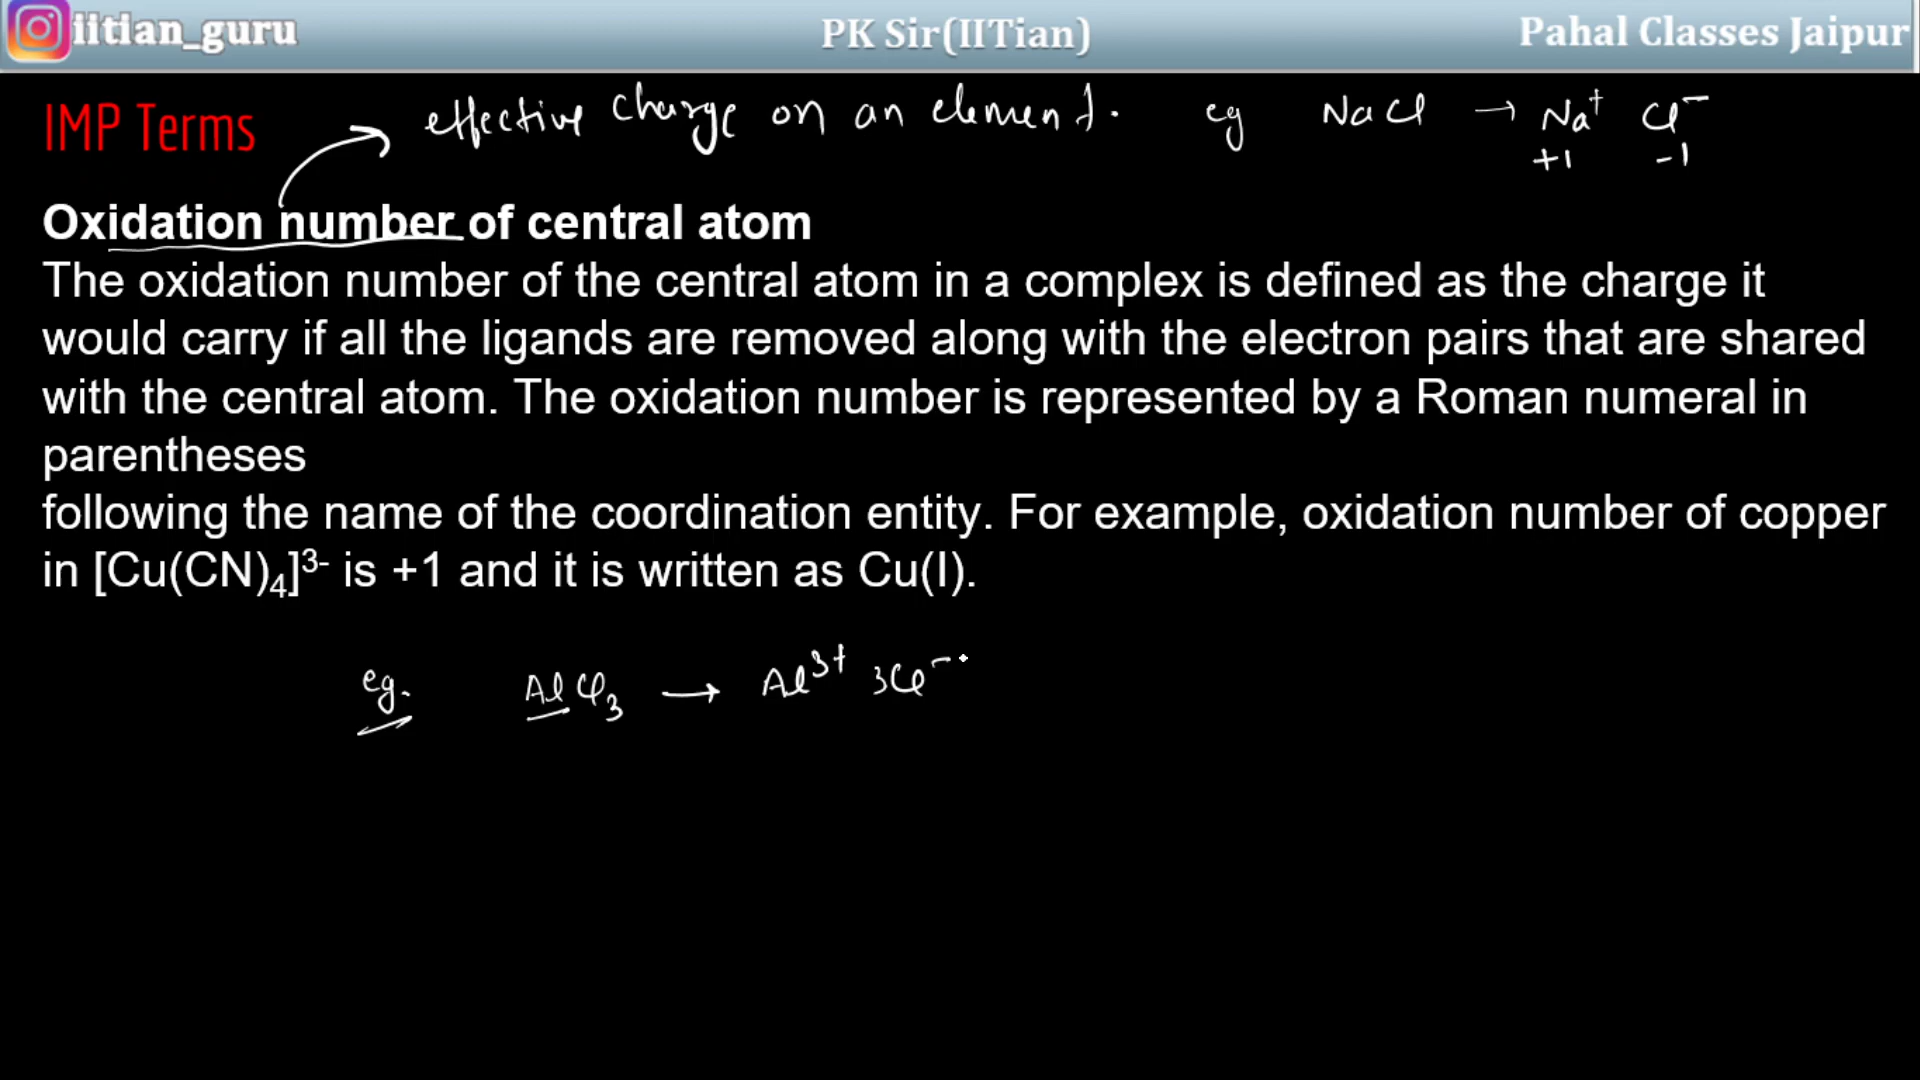 iitian_guru PK Sir(IITian) Pahal Classes Jaipur
IMP Terms effective charge on an element. eg NaCl → Na⁺ Cl⁻
+1 -1
Oxidation number of central atom
The oxidation number of the central atom in a complex is defined as the charge it
would carry if all the ligands are removed along with the electron pairs that are shared
with the central atom. The oxidation number is represented by a Roman numeral in
parentheses
following the name of the coordination entity. For example, oxidation number of copper
in [Cu(CN)₄]³⁻ is +1 and it is written as Cu(I).
eg. AlCl₃ → Al³⁺ 3Cl⁻